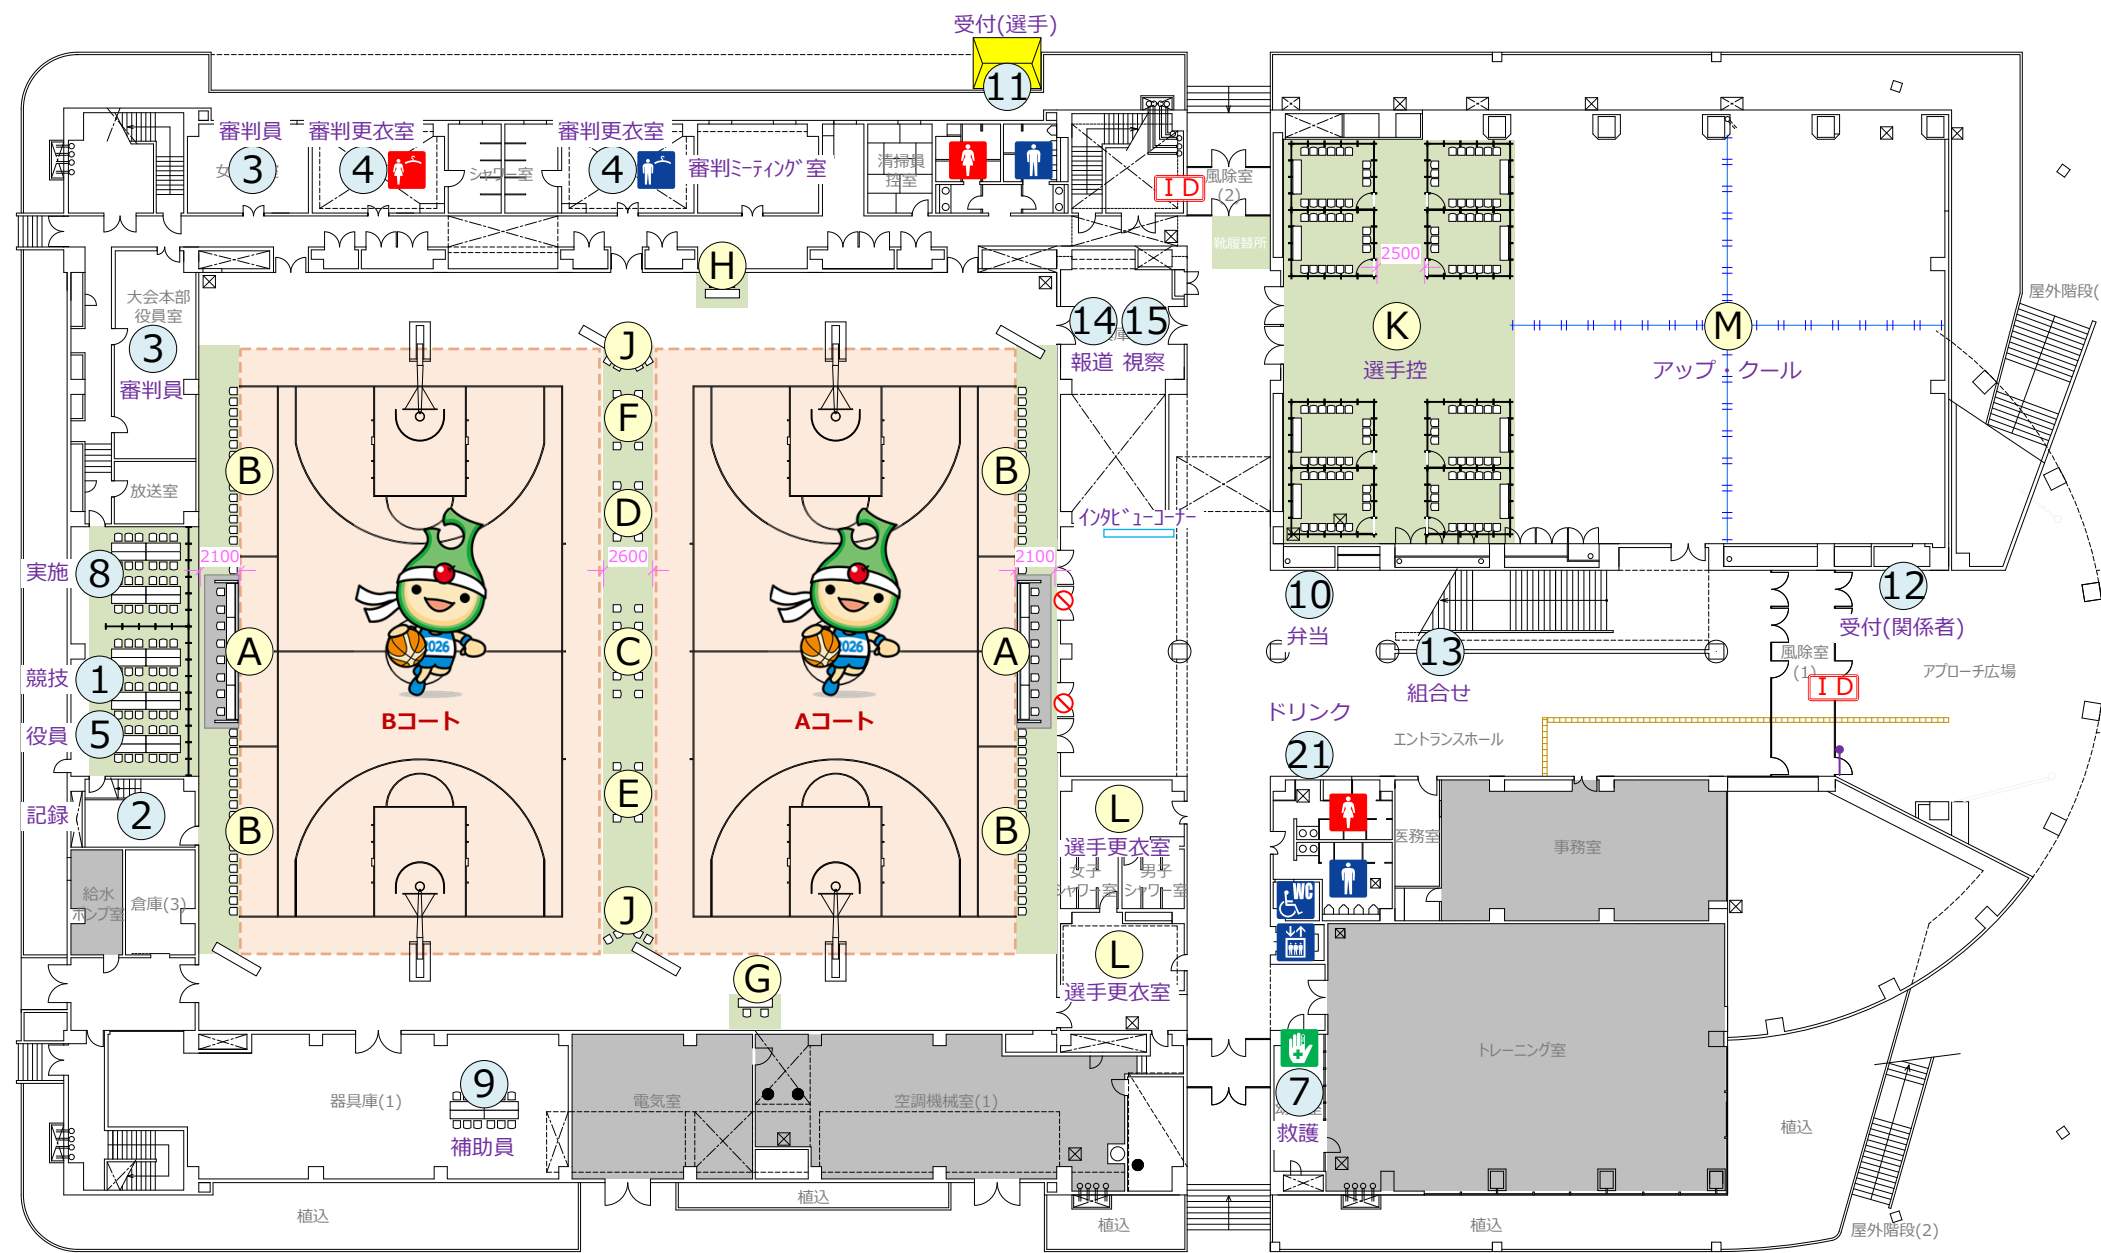 受付(選手)
11
審判員
審判更衣室
審判更衣室
3
4
シャワー室
4
審判ミーティング室
清掃員
控室
ID
風除室
(2)
靴履替所
H
2500
大会本部
役員室
3
審判員
14
15
報道
視察
K
選手控
M
アップ・クール
屋外階段(
J
F
B
B
放送室
D
インタビューコーナー
2100
2600
2100
実施
8
10
弁当
12
受付(関係者)
2026
2026
A
C
A
13
組合せ
風除室
(1)
ID
アプローチ広場
競技
1
Bコート
Aコート
ドリンク
役員
5
21
エントランスホール
記録
2
B
E
B
L
選手更衣室
女子
シャワー室
男子
シャワー室
医務室
事務室
給水
ポンプ室
倉庫(3)
J
WC
L
選手更衣室
G
器具庫(1)
9
補助員
電気室
空調機械室(1)
7
救護
トレーニング室
植込
植込
植込
植込
植込
屋外階段(2)